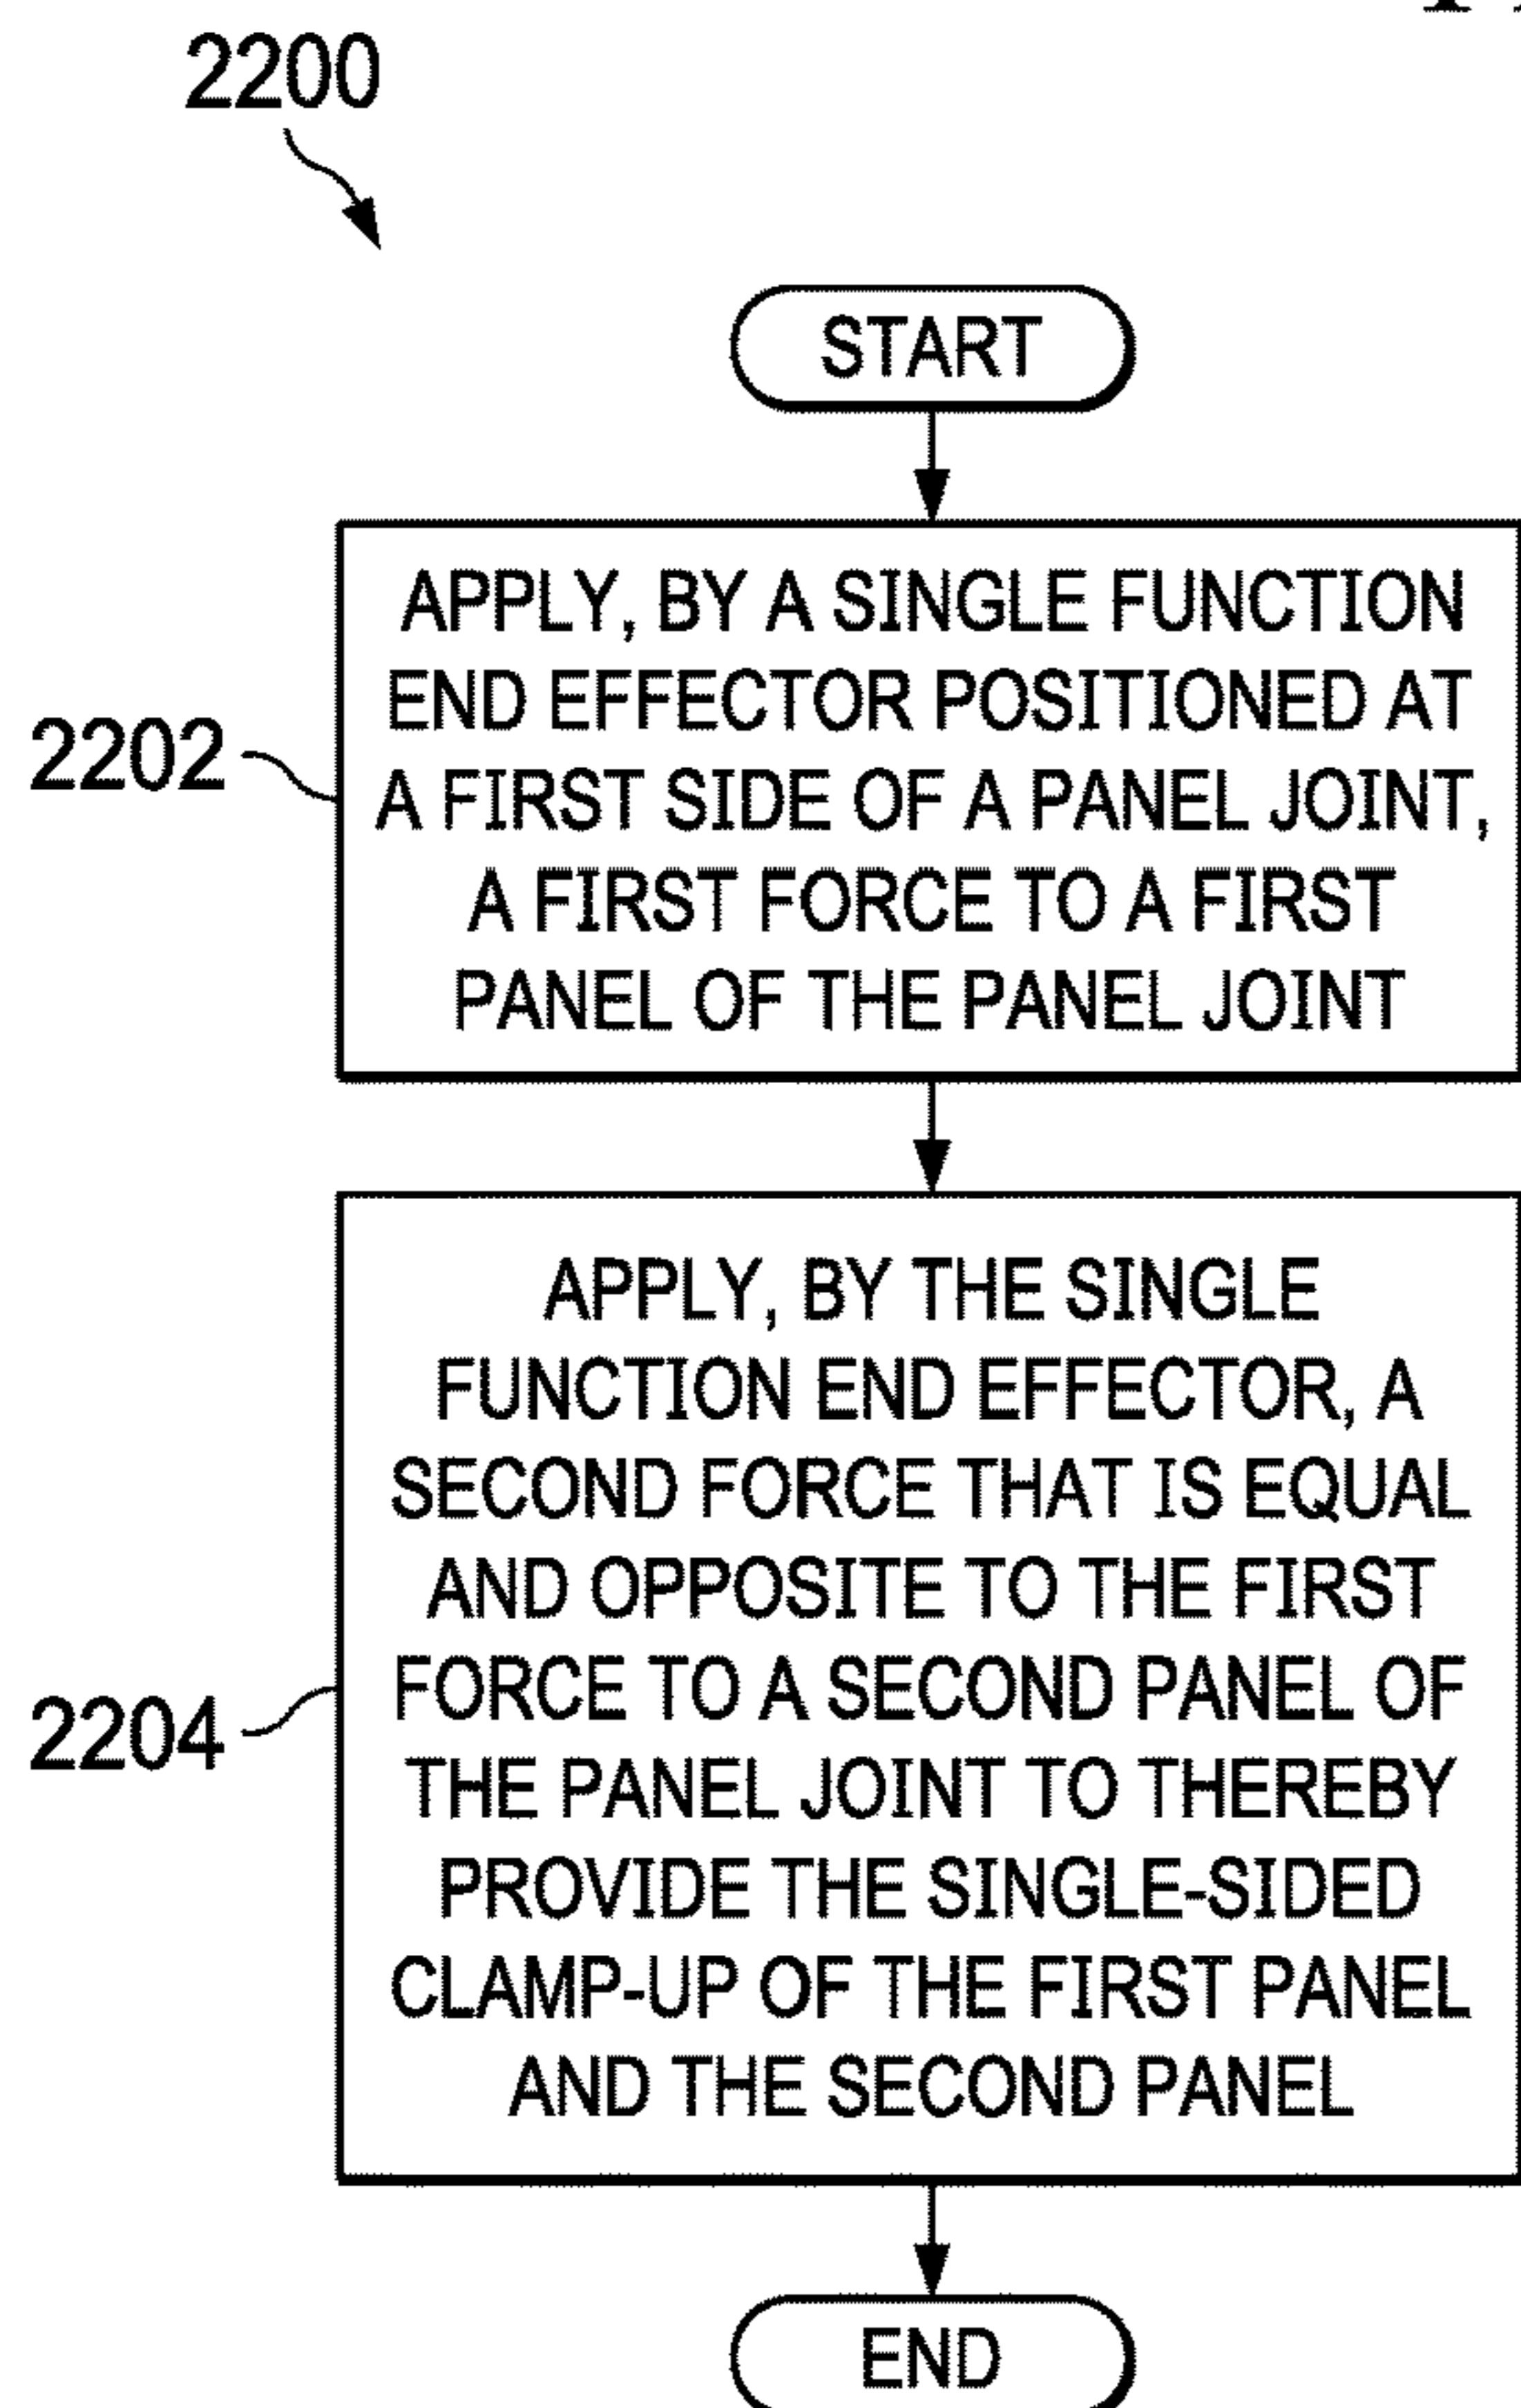 2200
START
APPLY, BY A SINGLE FUNCTION
END EFFECTOR POSITIONED AT
A FIRST SIDE OF A PANEL JOINT,
A FIRST FORCE TO A FIRST
PANEL OF THE PANEL JOINT
2202
APPLY, BY THE SINGLE
FUNCTION END EFFECTOR, A
SECOND FORCE THAT IS EQUAL
AND OPPOSITE TO THE FIRST
FORCE TO A SECOND PANEL OF
THE PANEL JOINT TO THEREBY
PROVIDE THE SINGLE-SIDED
CLAMP-UP OF THE FIRST PANEL
AND THE SECOND PANEL
2204
END